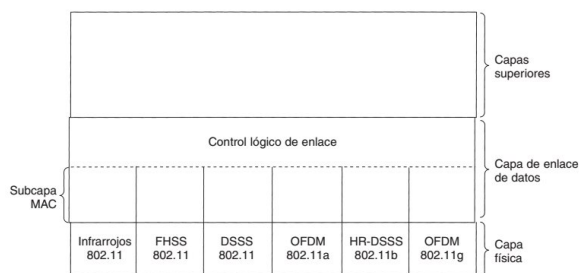 Capas
superiores
Control lógico de enlace
Capa de enlace
de datos
Subcapa
MAC
Infrarrojos
802.11
FHSS
802.11
DSSS
802.11
OFDM
802.11a
HR-DSSS
802.11b
OFDM
802.11g
Capa
física